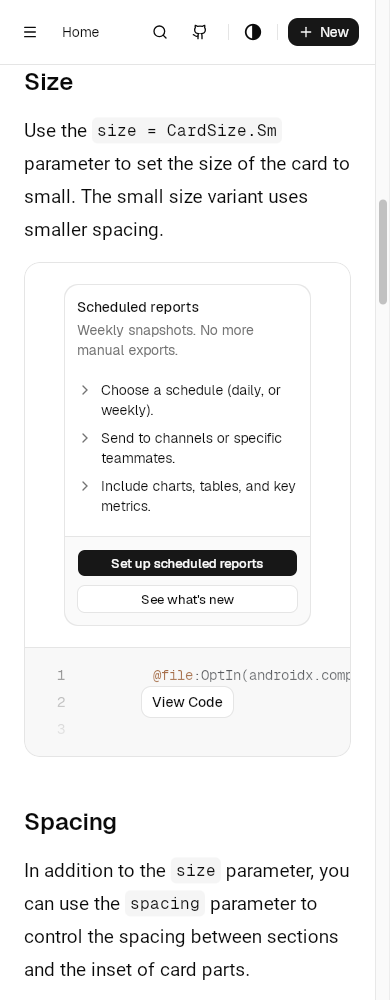 Home
New
Size
Use the size = CardSize.Sm
parameter to set the size of the card to
small. The small size variant uses
smaller spacing.
Scheduled reports
Weekly snapshots. No more
manual exports.
Choose a schedule (daily, or
weekly).
Send to channels or specific
teammates.
Include charts, tables, and key
metrics.
Set up scheduled reports
See what's new
1 @file:OptIn(androidx.comp
2
View Code
3
Spacing
In addition to the size parameter, you
can use the spacing parameter to
control the spacing between sections
and the inset of card parts.